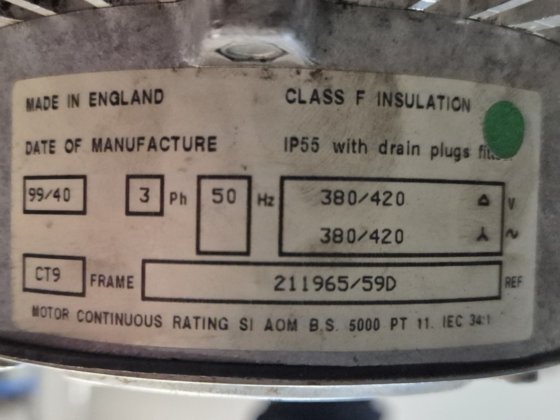 MADE IN ENGLAND
CLASS F INSULATION
DATE OF MANUFACTURE
IP55 with drain plugs
99/40
3 Ph
50 Hz
380/420 △ V
380/420 ⅄ ~
CT9 FRAME
211965/59D REF
MOTOR CONTINUOUS RATING SI AOM B.S. 5000 PT 11. IEC 34:1